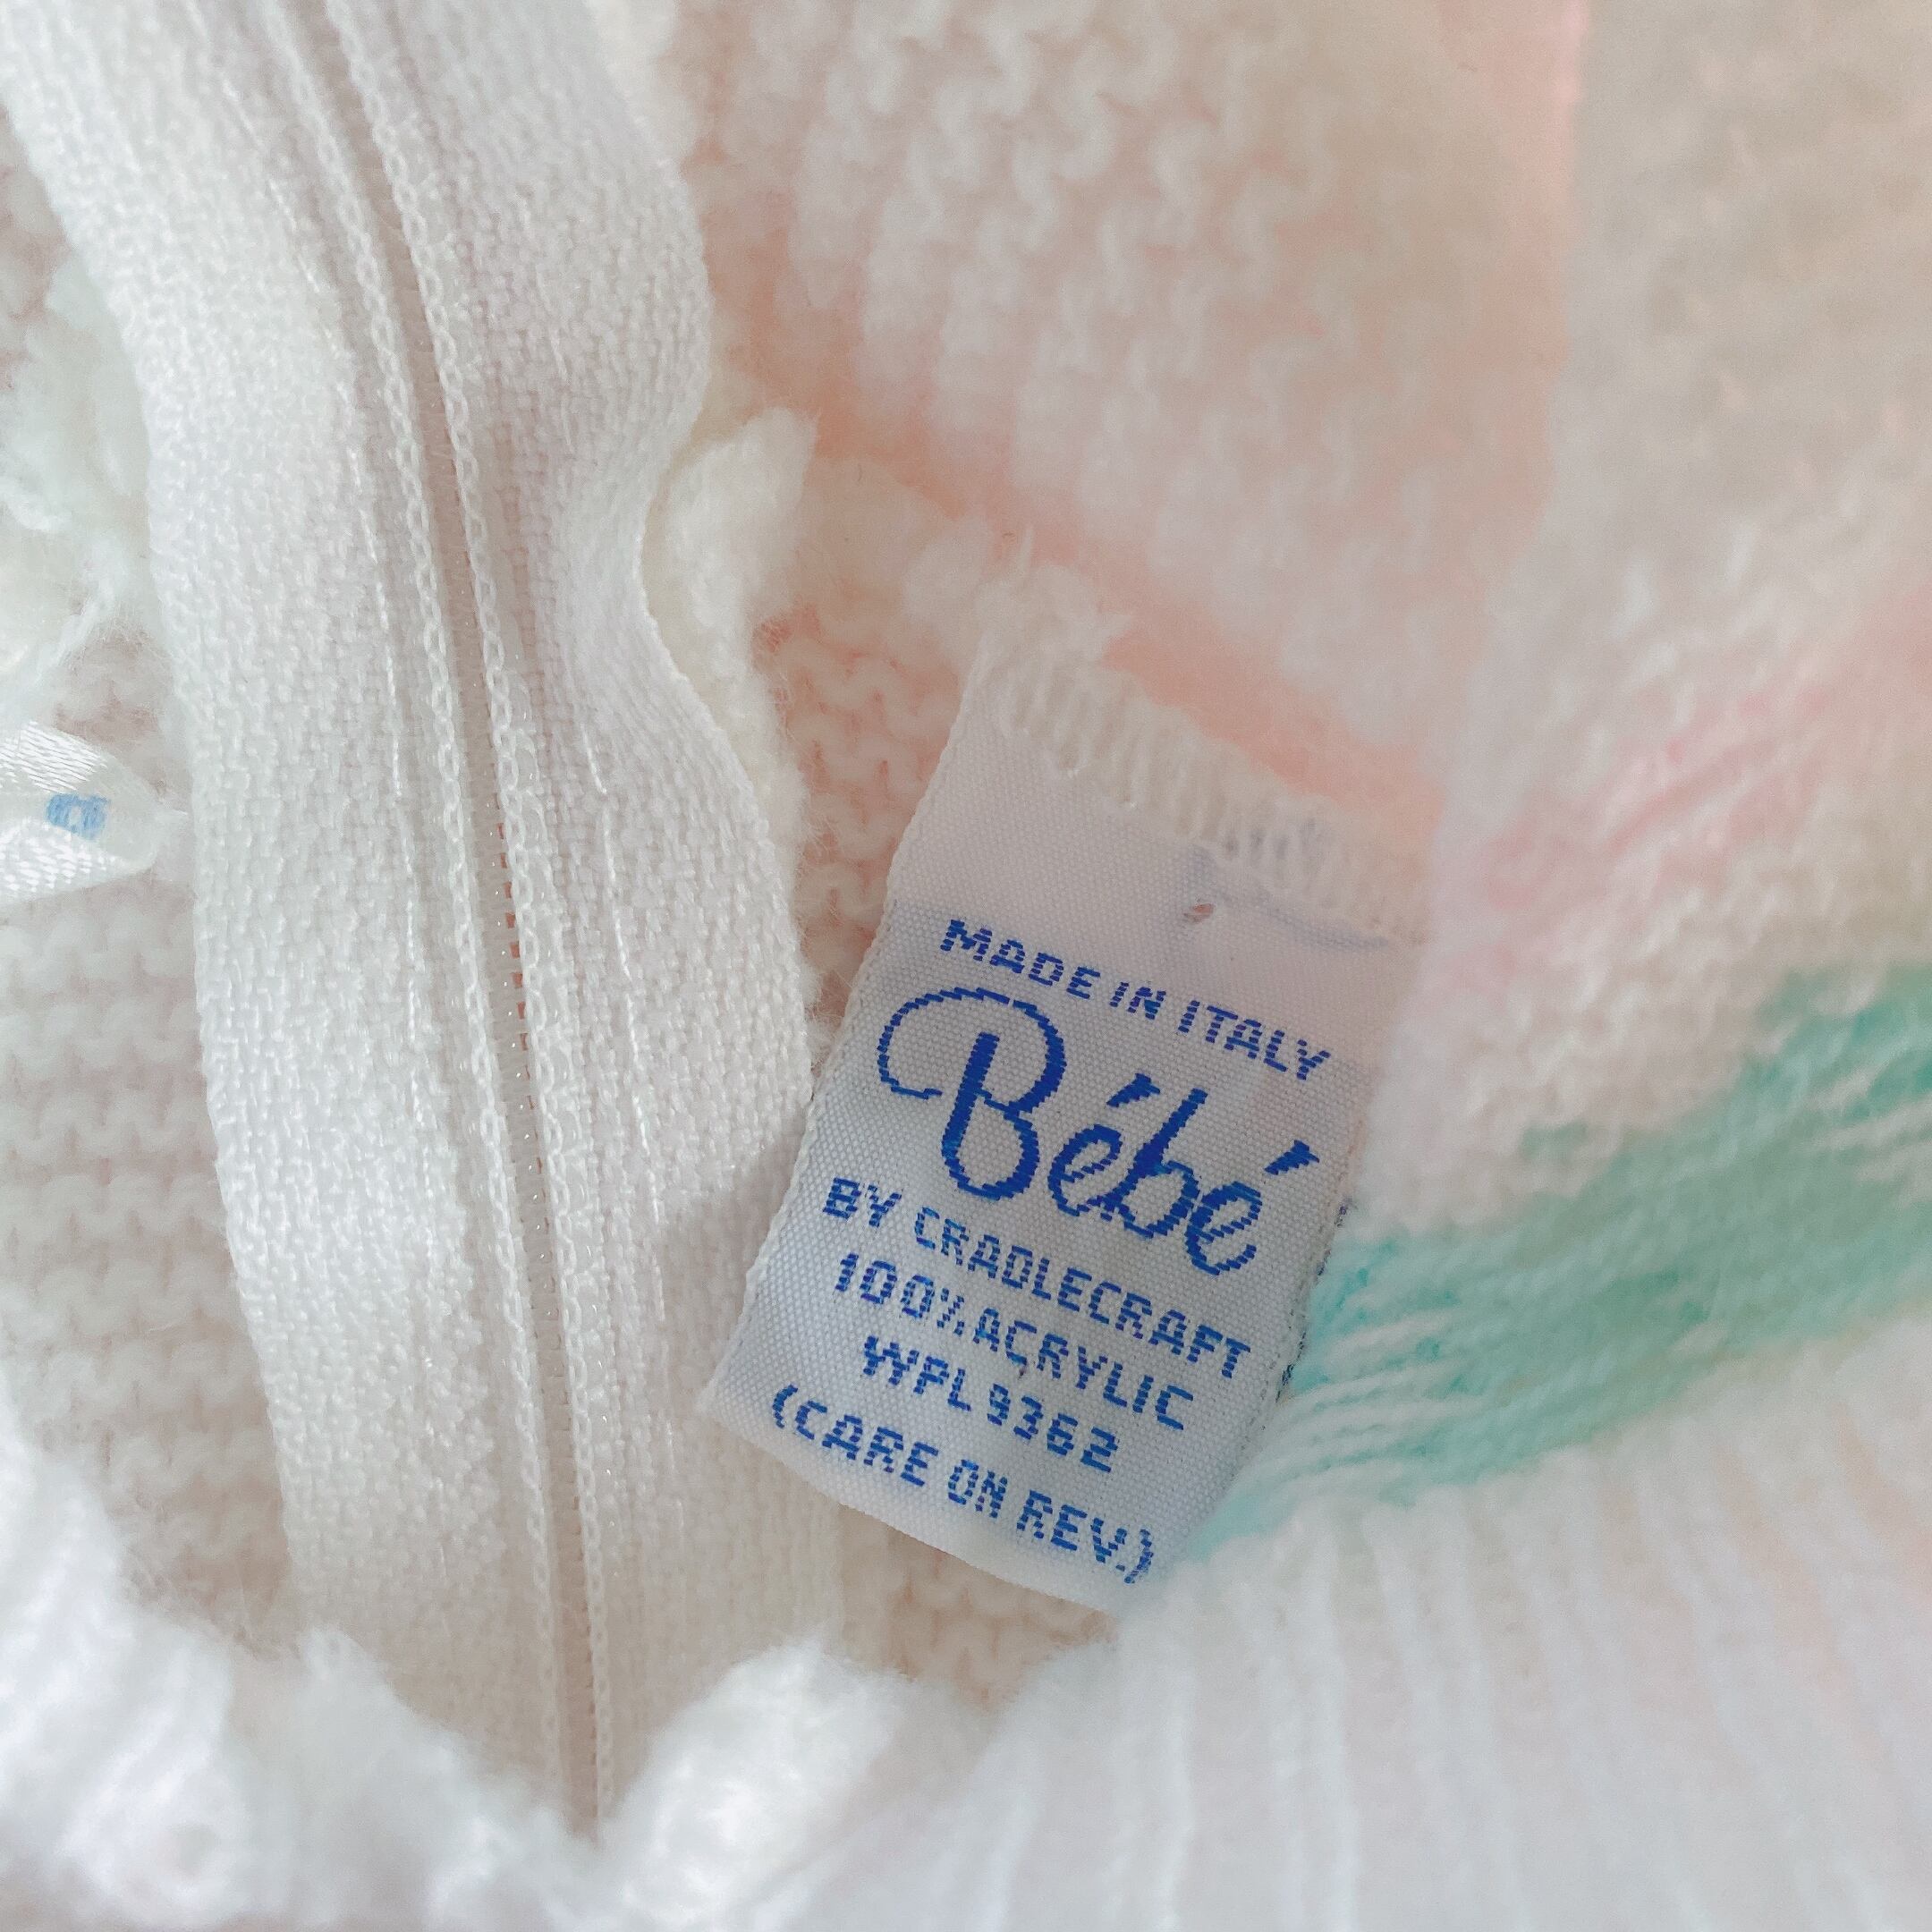 MADE IN ITALY
Bébé
BY CRADLECRAFT
100% ACRYLIC
WPL 9362
(CARE ON REV.)